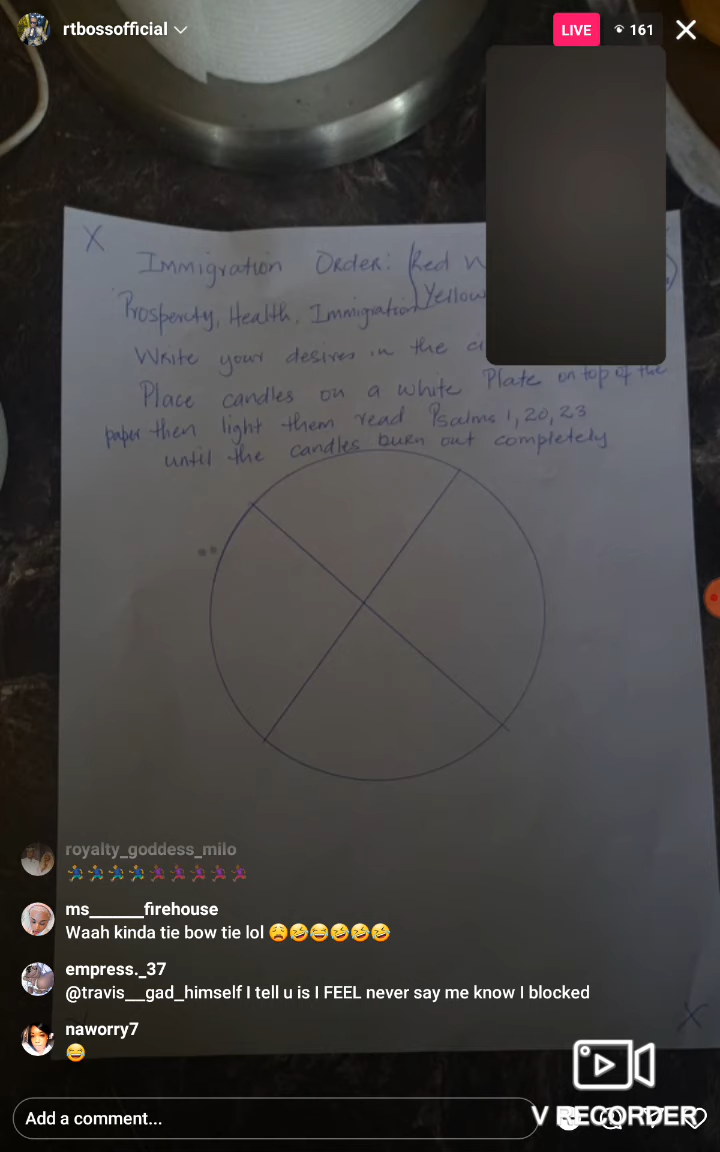 rtbossofficial
LIVE
161
X
Immigration Order: (Red
Prosperity, Health, Immigration (Yellow
Write your desires in the
Place candles on a white Plate on top of the
paper then light them read Psalms 1, 20, 23
until the candles burn out completely
royalty_goddess_milo
ms______firehouse
Waah kinda tie bow tie lol 😩🤣😂🤣🤣🤣
empress._37
@travis__gad_himself I tell u is I FEEL never say me know I blocked
naworry7
😂
X
Add a comment...
V RECORDER